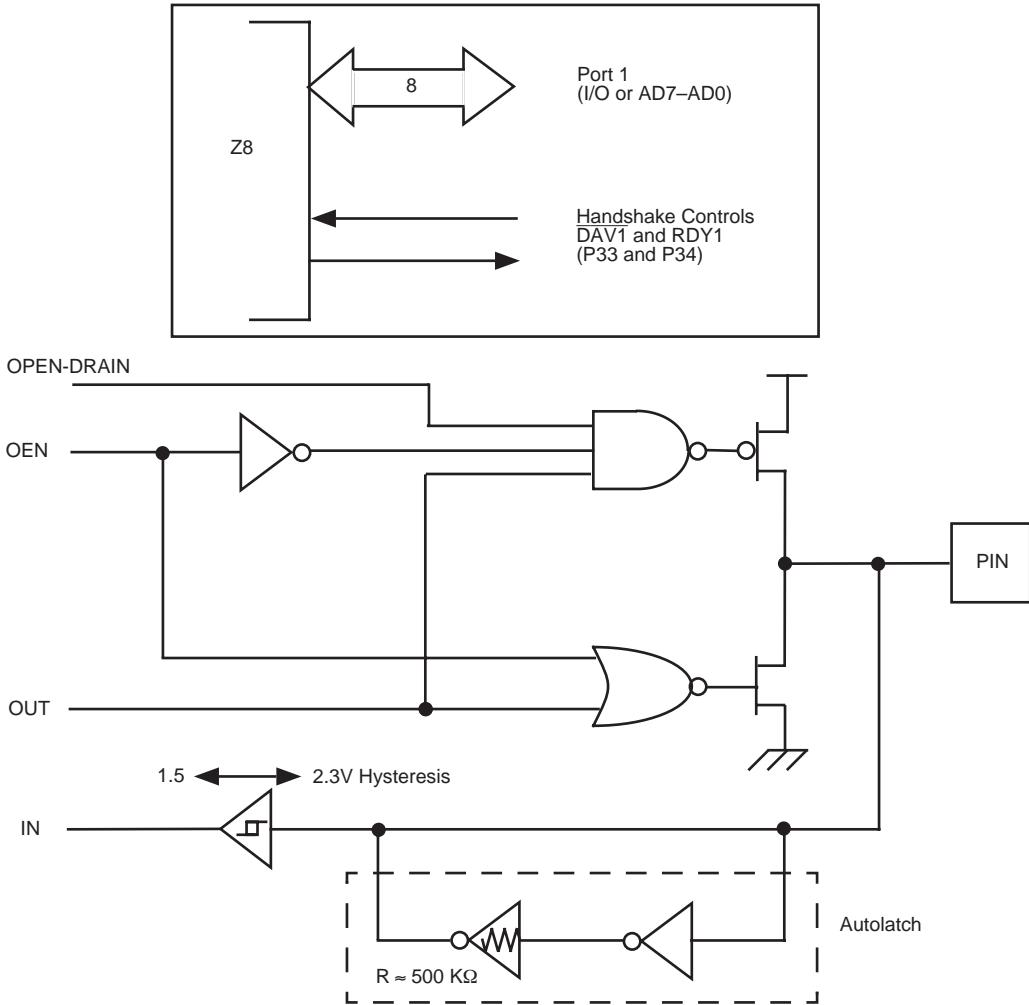 8
Port 1
(I/O or AD7–AD0)
Z8
Handshake Controls
DAV1 and RDY1
(P33 and P34)
OPEN-DRAIN
OEN
PIN
OUT
1.5
2.3V Hysteresis
IN
Autolatch
R ≈ 500 KΩ